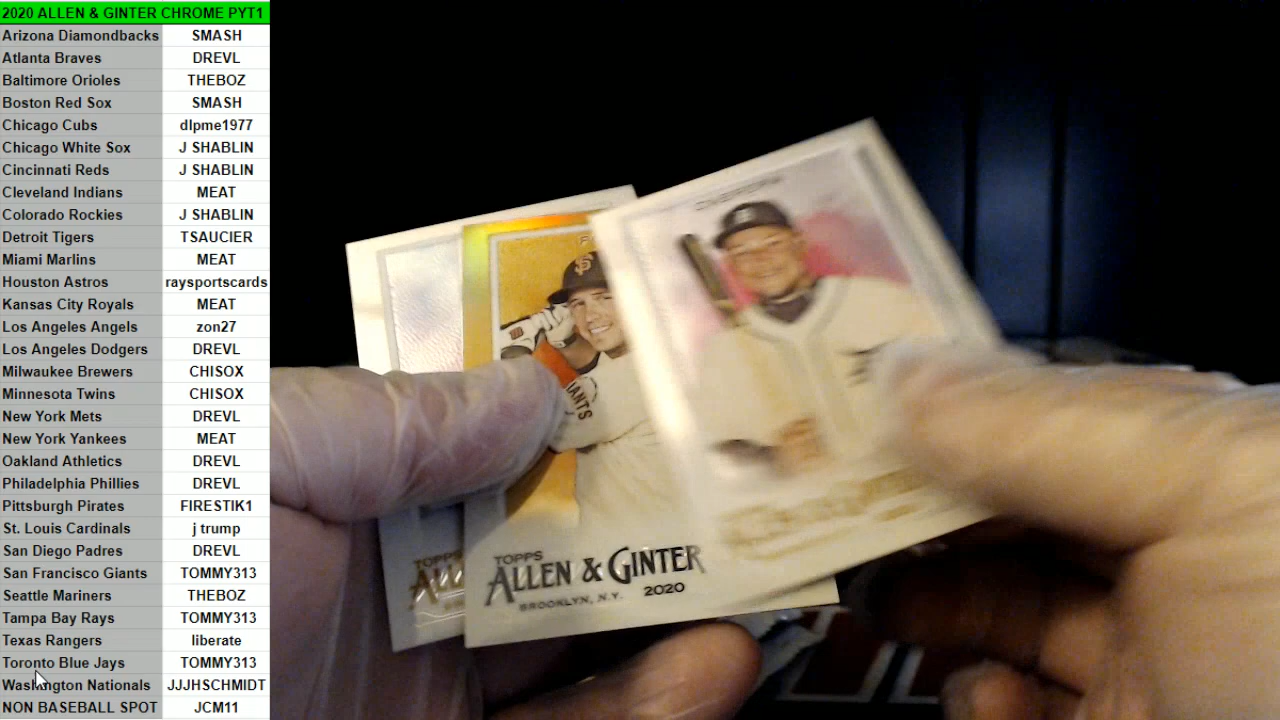 2020 ALLEN & GINTER CHROME PYT1
Arizona Diamondbacks SMASH
Atlanta Braves DREVL
Baltimore Orioles THEBOZ
Boston Red Sox SMASH
Chicago Cubs dlpme1977
Chicago White Sox J SHABLIN
Cincinnati Reds J SHABLIN
Cleveland Indians MEAT
Colorado Rockies J SHABLIN
Detroit Tigers TSAUCIER
Miami Marlins MEAT
Houston Astros raysportscards
Kansas City Royals MEAT
Los Angeles Angels zon27
Los Angeles Dodgers DREVL
Milwaukee Brewers CHISOX
Minnesota Twins CHISOX
New York Mets DREVL
New York Yankees MEAT
Oakland Athletics DREVL
Philadelphia Phillies DREVL
Pittsburgh Pirates FIRESTIK1
St. Louis Cardinals j trump
San Diego Padres DREVL
San Francisco Giants TOMMY313
Seattle Mariners THEBOZ
Tampa Bay Rays TOMMY313
Texas Rangers liberate
Toronto Blue Jays TOMMY313
Washington Nationals JJJHSCHMIDT
NON BASEBALL SPOT JCM11
SF
IANTS
TOPPS
ALLEN & GINTER
BROOKLYN, N.Y. 2020
TOPPS